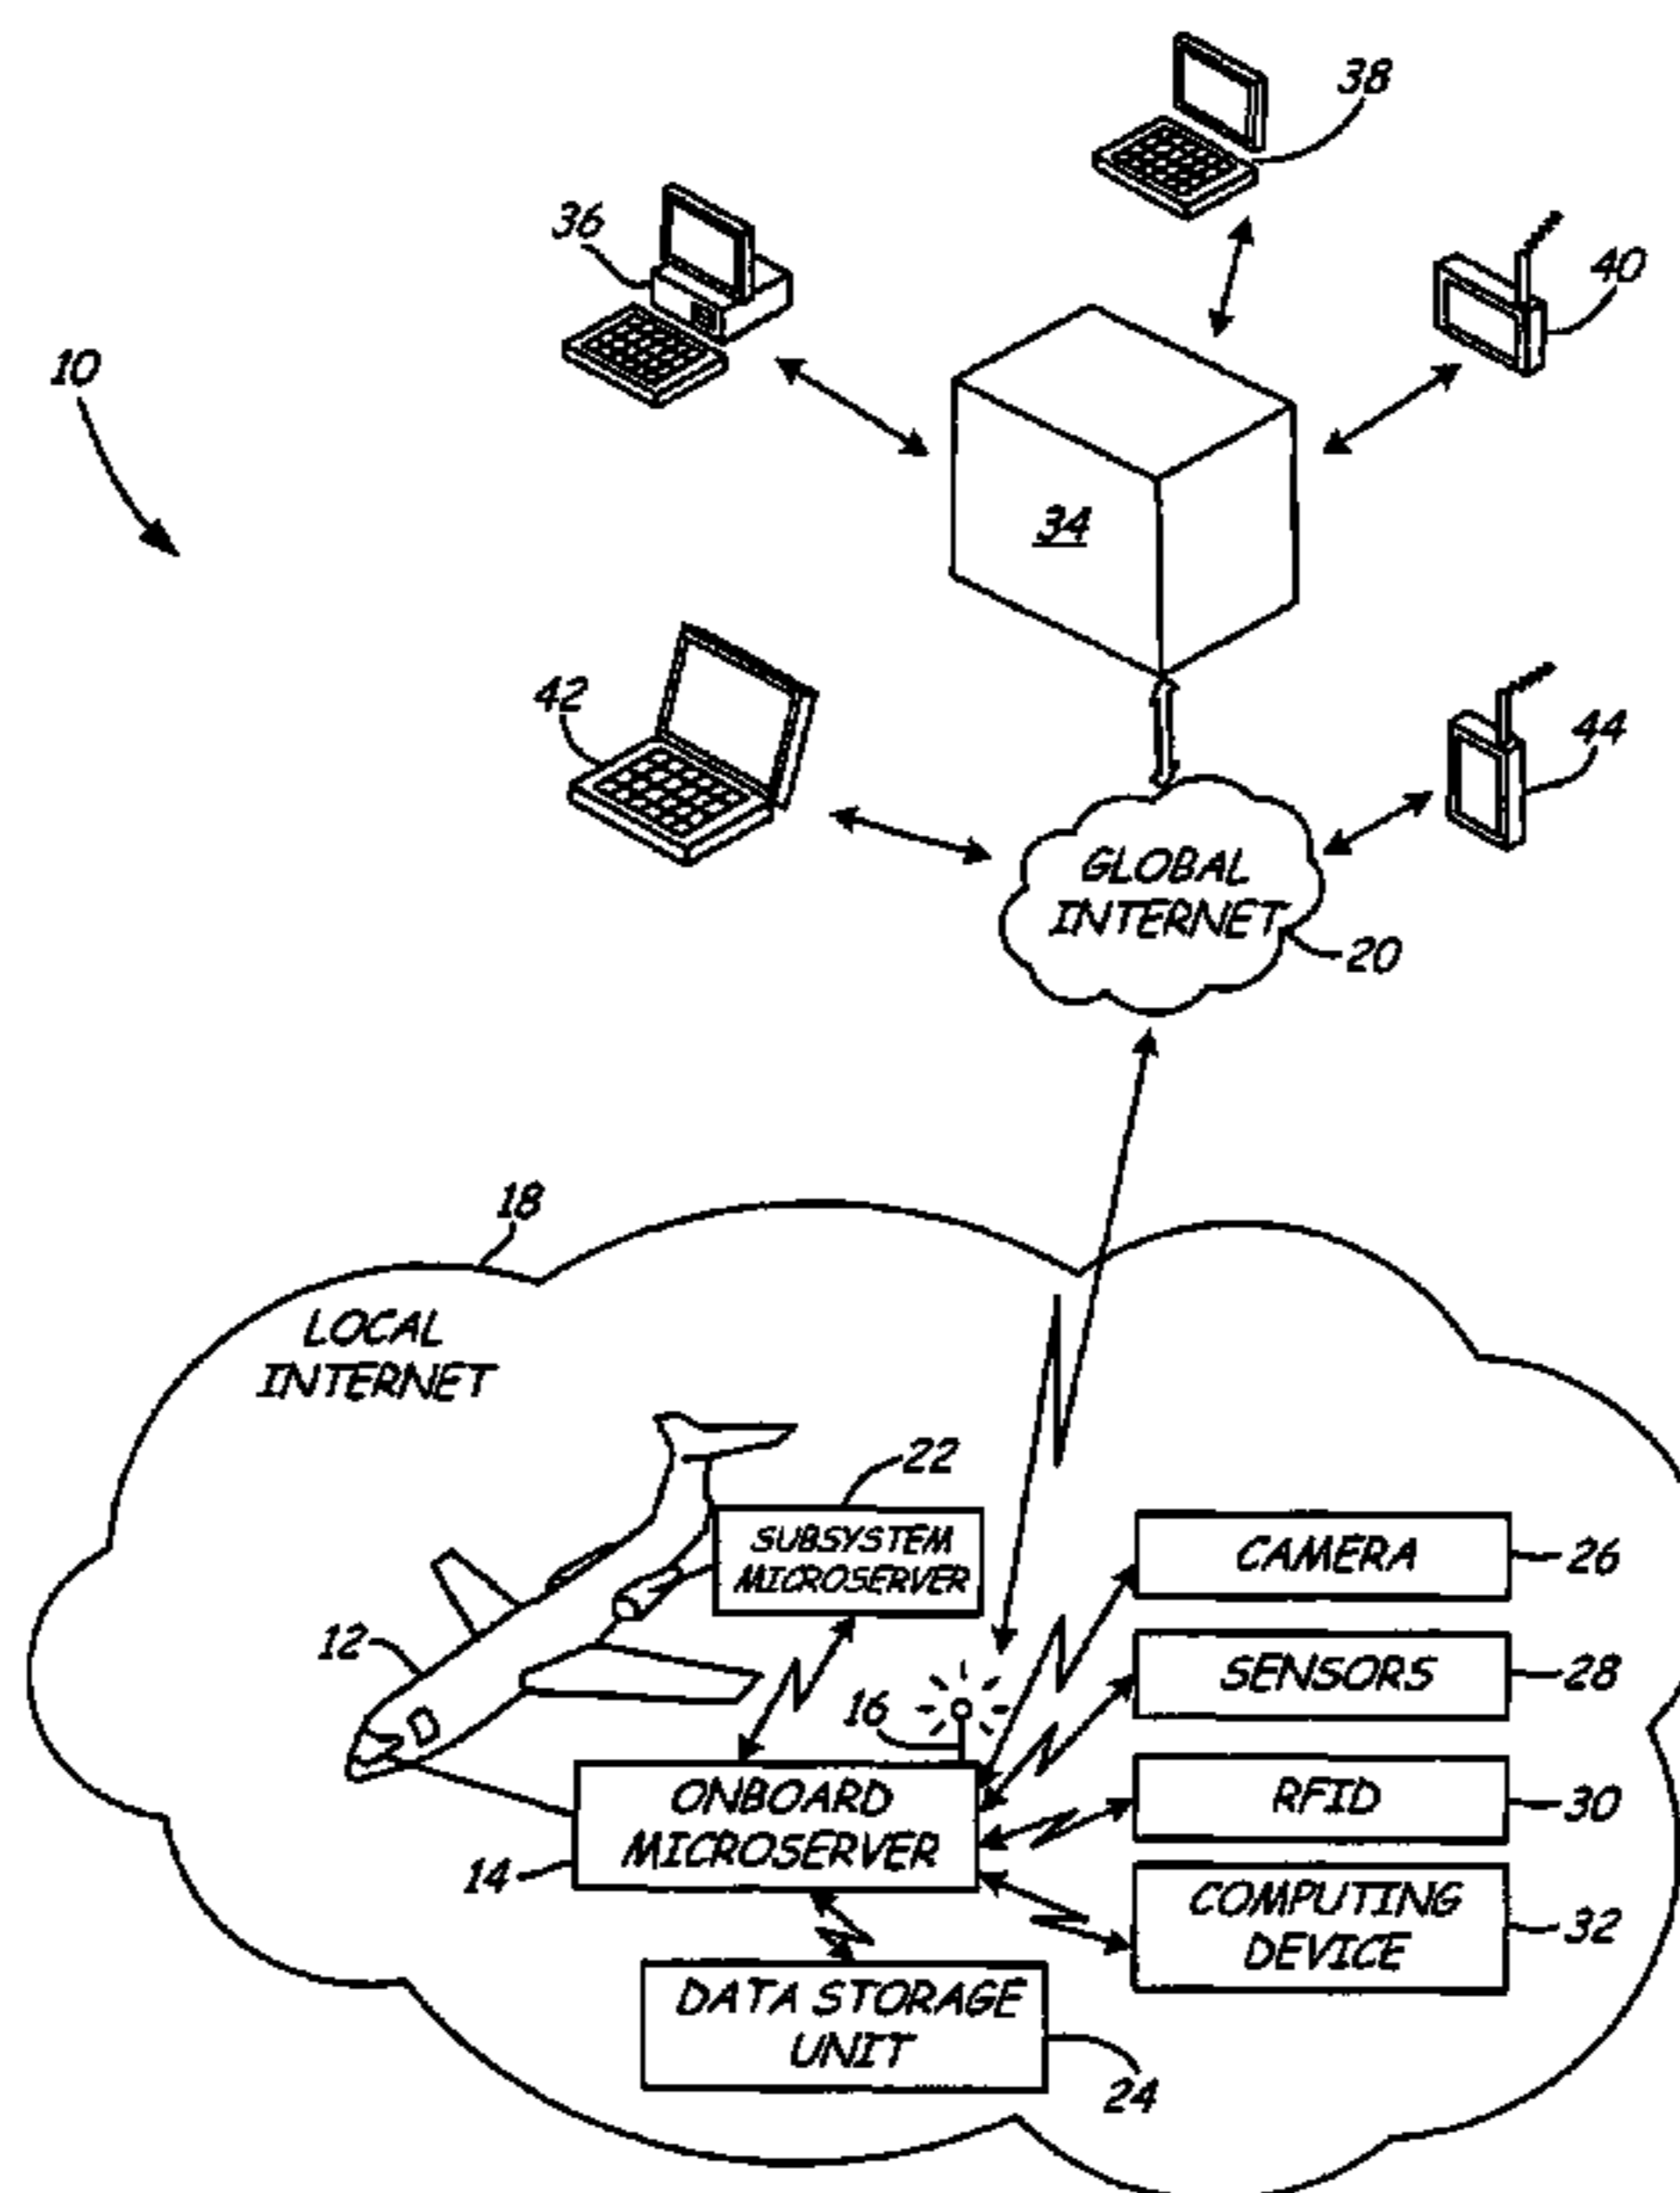 38
36
40
10
34
42
44
GLOBAL
INTERNET
20
18
LOCAL
INTERNET
22
SUBSYSTEM
MICROSERVER
CAMERA
26
12
SENSORS
28
16
ONBOARD
MICROSERVER
14
RFID
30
COMPUTING
DEVICE
32
DATA STORAGE
UNIT
24